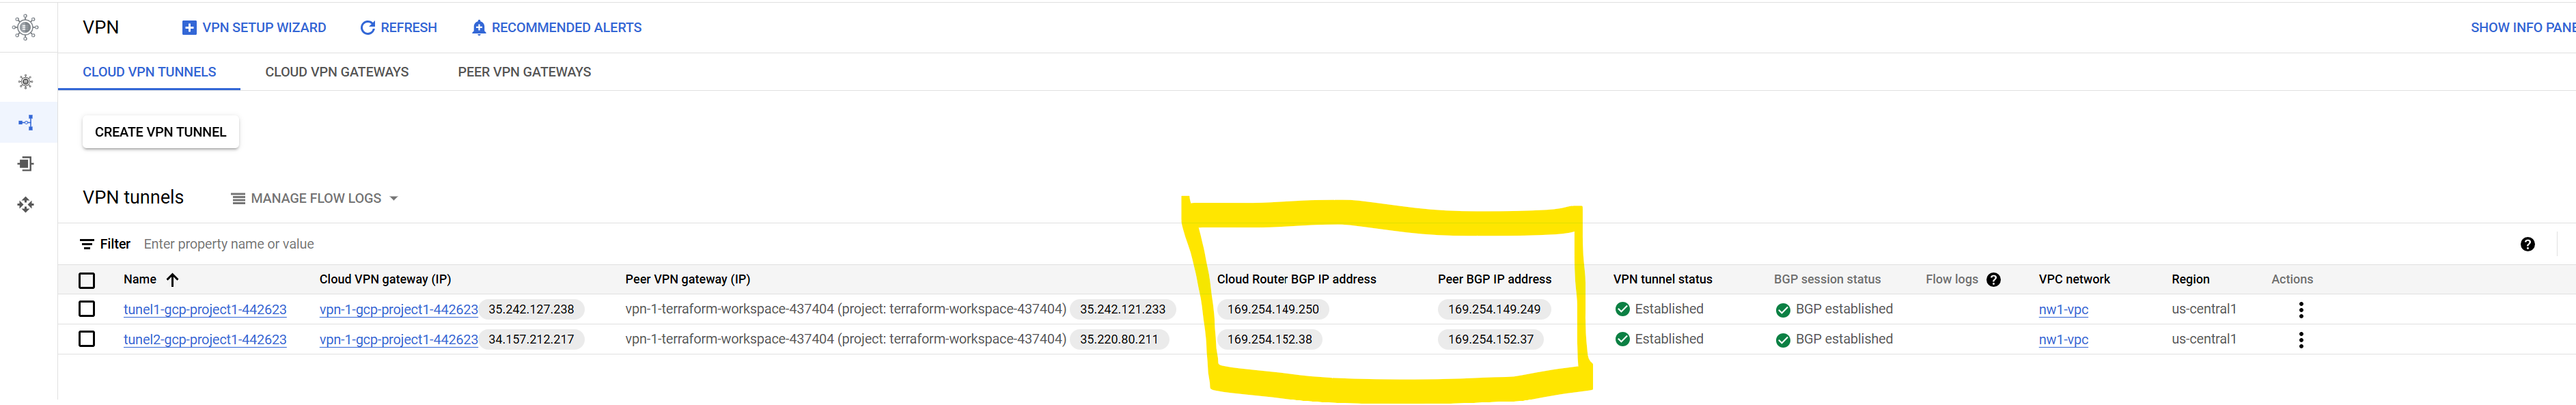 VPN VPN SETUP WIZARD REFRESH RECOMMENDED ALERTS SHOW INFO PANE
CLOUD VPN TUNNELS CLOUD VPN GATEWAYS PEER VPN GATEWAYS
CREATE VPN TUNNEL
VPN tunnels MANAGE FLOW LOGS
Filter Enter property name or value
Name Cloud VPN gateway (IP) Peer VPN gateway (IP) Cloud Router BGP IP address Peer BGP IP address VPN tunnel status BGP session status Flow logs VPC network Region Actions
tunel1-gcp-project1-442623 vpn-1-gcp-project1-442623 35.242.127.238 vpn-1-terraform-workspace-437404 (project: terraform-workspace-437404) 35.242.121.233 169.254.149.250 169.254.149.249 Established BGP established nw1-vpc us-central1
tunel2-gcp-project1-442623 vpn-1-gcp-project1-442623 34.157.212.217 vpn-1-terraform-workspace-437404 (project: terraform-workspace-437404) 35.220.80.211 169.254.152.38 169.254.152.37 Established BGP established nw1-vpc us-central1